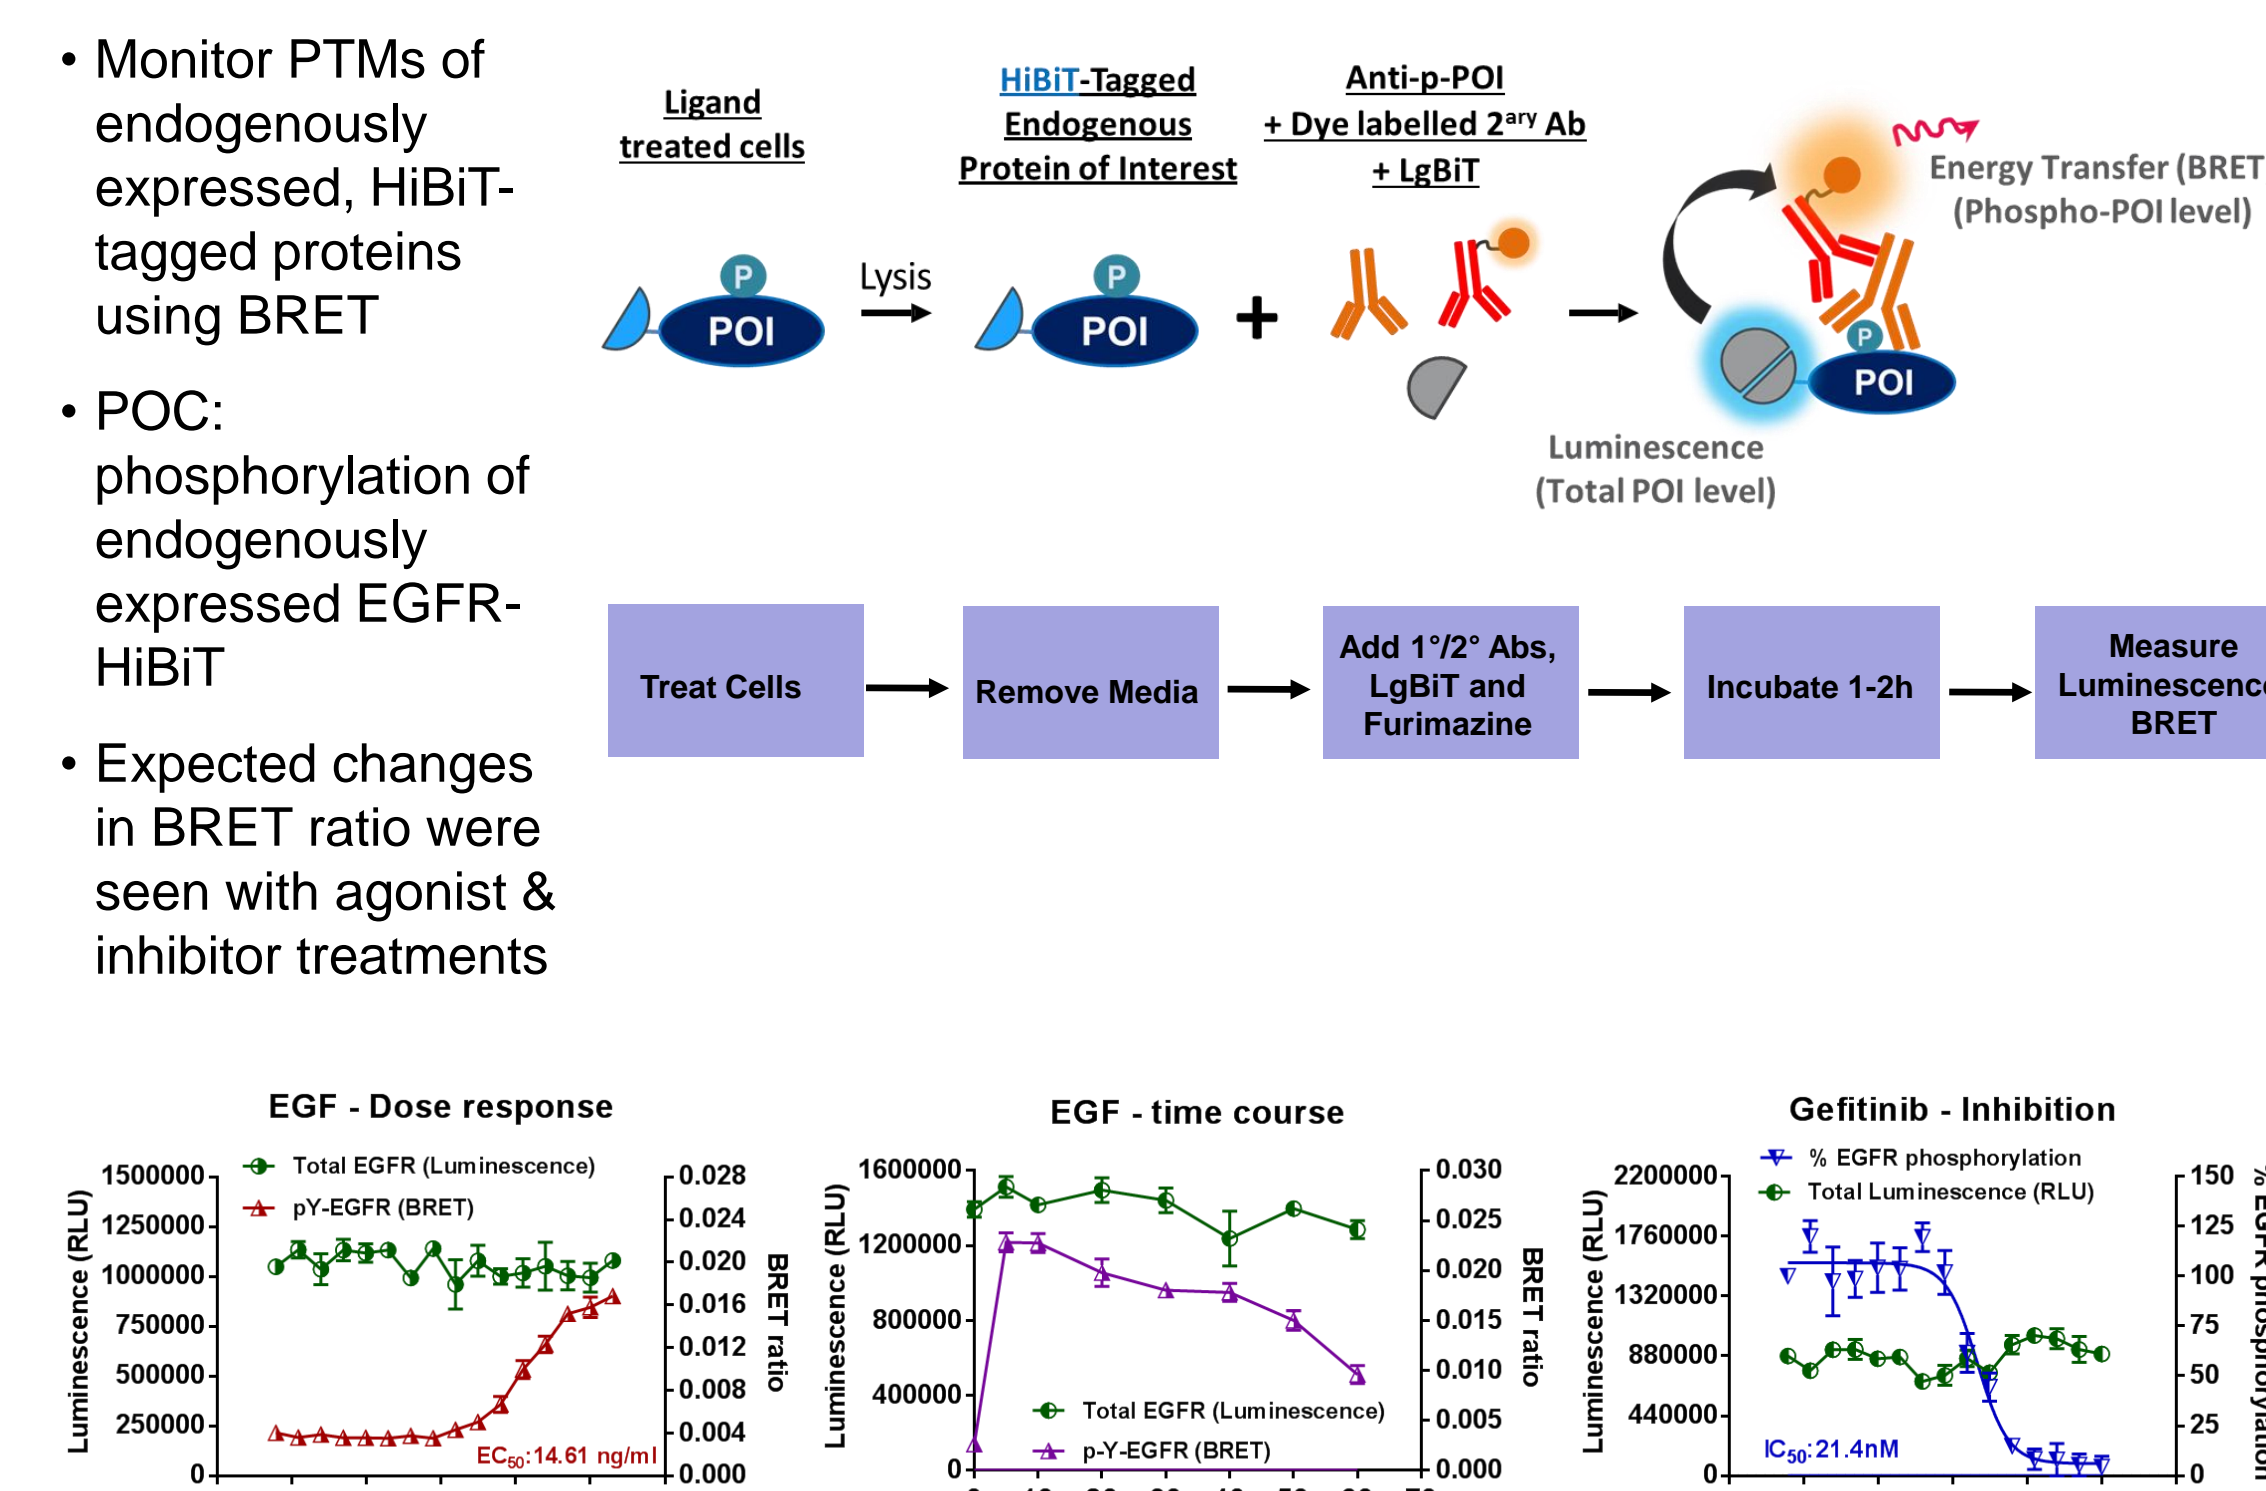 • Monitor PTMs of
endogenously
expressed, HiBiT-
tagged proteins
using BRET
• POC:
phosphorylation of
endogenously
expressed EGFR-
HiBiT
• Expected changes
in BRET ratio were
seen with agonist &
inhibitor treatments
Ligand
treated cells
HiBiT-Tagged
Endogenous
Protein of Interest
Anti-p-POI
+ Dye labelled 2ary Ab
+ LgBiT
Energy Transfer (BRET
(Phospho-POI level)
P
POI
Lysis
P
POI
+
P
POI
Luminescence
(Total POI level)
Treat Cells
Remove Media
Add 1°/2° Abs,
LgBiT and
Furimazine
Incubate 1-2h
Measure
Luminescence
BRET
EGF - Dose response
Total EGFR (Luminescence)
pY-EGFR (BRET)
Luminescence (RLU)
1500000
1250000
1000000
750000
500000
250000
0
0.028
0.024
0.020
0.016
0.012
0.008
0.004
0.000
BRET ratio
EC50:14.61 ng/ml
EGF - time course
Luminescence (RLU)
1600000
1200000
800000
400000
0
0.030
0.025
0.020
0.015
0.010
0.005
0.000
BRET ratio
Total EGFR (Luminescence)
p-Y-EGFR (BRET)
Gefitinib - Inhibition
% EGFR phosphorylation
Total Luminescence (RLU)
Luminescence (RLU)
2200000
1760000
1320000
880000
440000
0
150
125
100
75
50
25
0
% EGFR phosphorylation
IC50:21.4nM